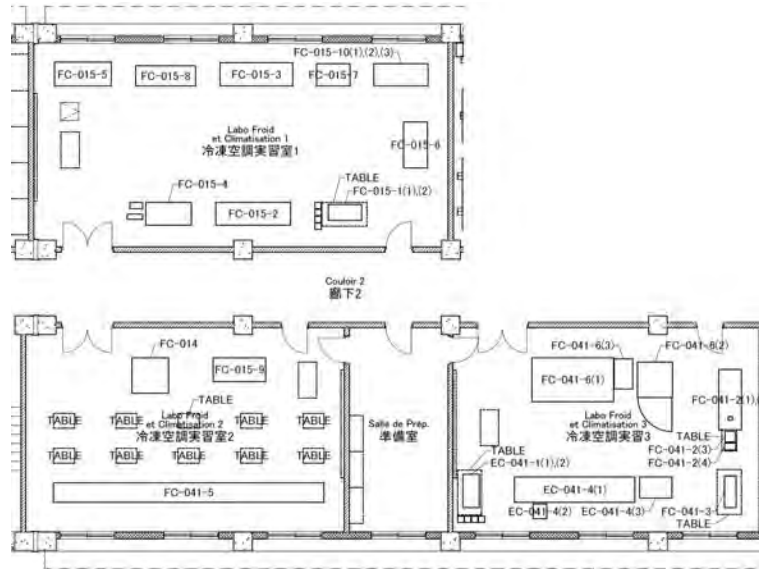 FC-015-10(1),(2),(3)
FC-015-5
FC-015-8
FC-015-3
FC-015-7
Labo Froid
et Climatisation 1
冷凍空調実習室1
FC-015-6
FC-015-4
TABLE
FC-015-1(1),(2)
FC-015-2
Couloir 2
廊下2
FC-014
FC-015-9
TABLE
TABLE
TABLE
TABLE
TABLE
Labo Froid
et Climatisation 2
冷凍空調実習室2
TABLE
TABLE
TABLE
TABLE
TABLE
FC-041-5
Salle de Prép.
準備室
FC-041-6(3)
FC-041-6(2)
FC-041-6(1)
FC-041-2(1),
Labo Froid
et Climatisation 3
冷凍空調実習3
TABLE
FC-041-2(3)
FC-041-2(4)
TABLE
EC-041-1(1),(2)
EC-041-4(1)
EC-041-4(2)
EC-041-4(3)
FC-041-3
TABLE